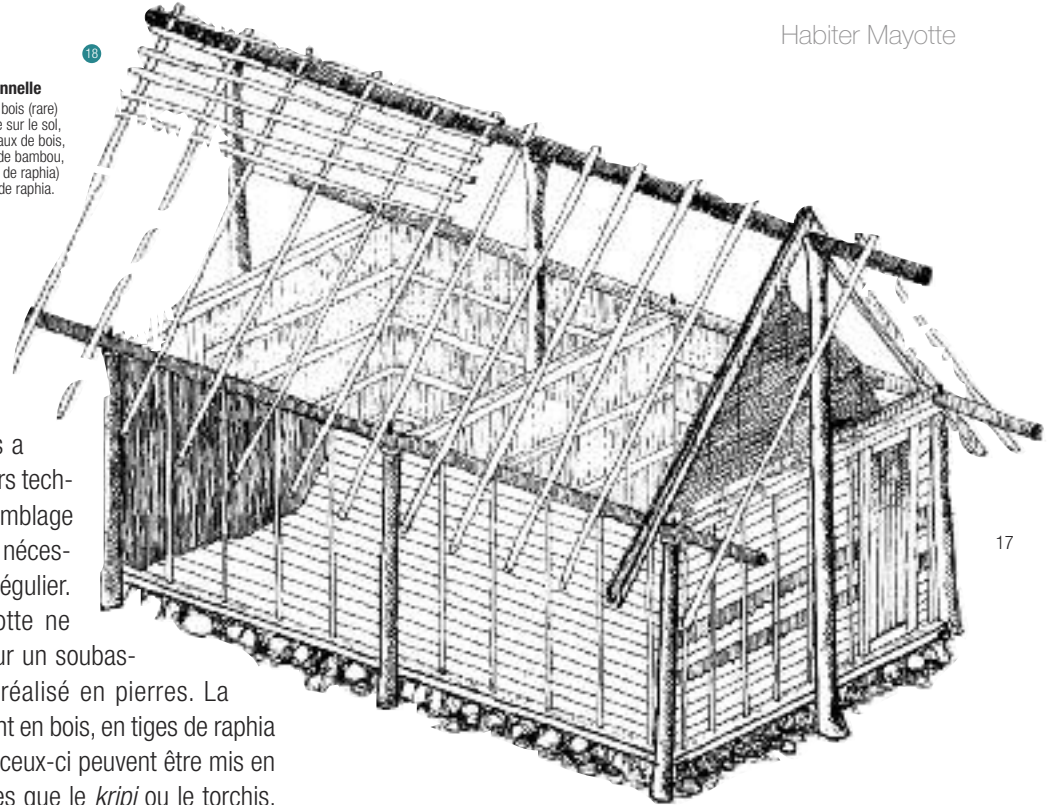 Habiter Mayotte
18
nnelle
bois (rare)
e sur le sol,
aux de bois,
de bambou,
de raphia)
de raphia.
s a
rs tech-
mblage
néces-
égulier.
otte ne
ur un soubas-
réalisé en pierres. La
nt en bois, en tiges de raphia
ceux-ci peuvent être mis en
es que le kripi ou le torchis.
17